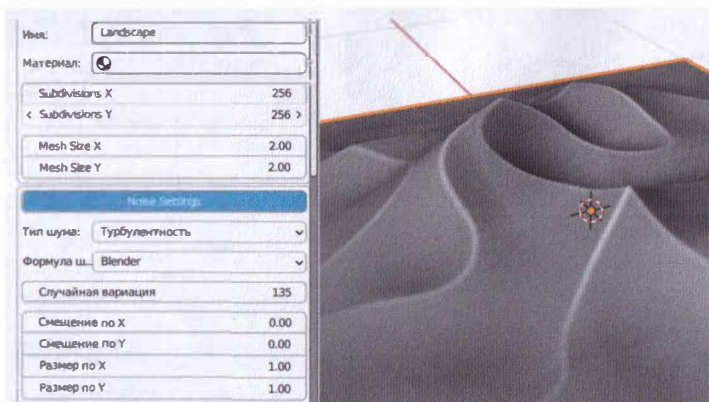 Имя: Landscape
Материал:
Subdivisions X 256
‹ Subdivisions Y 256 ›
Mesh Size X 2.00
Mesh Size Y 2.00
Noise Settings
Тип шума: Турбулентность
Формула ш... Blender
Случайная вариация 135
Смещение по X 0.00
Смещение по Y 0.00
Размер по X 1.00
Размер по Y 1.00